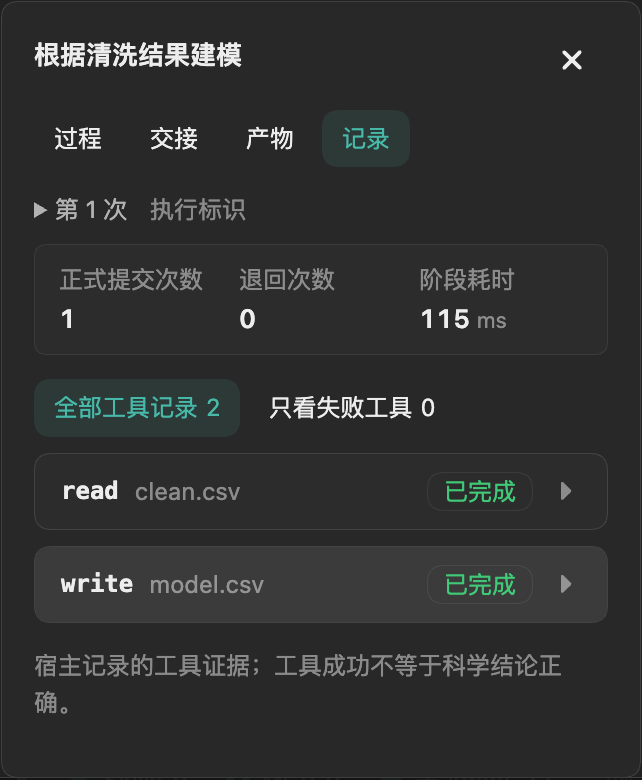 根据清洗结果建模
过程 交接 产物 记录
第 1 次 执行标识
正式提交次数 退回次数 阶段耗时
1 0 115 ms
全部工具记录 2 只看失败工具 0
read clean.csv 已完成
write model.csv 已完成
宿主记录的工具证据；工具成功不等于科学结论正
确。